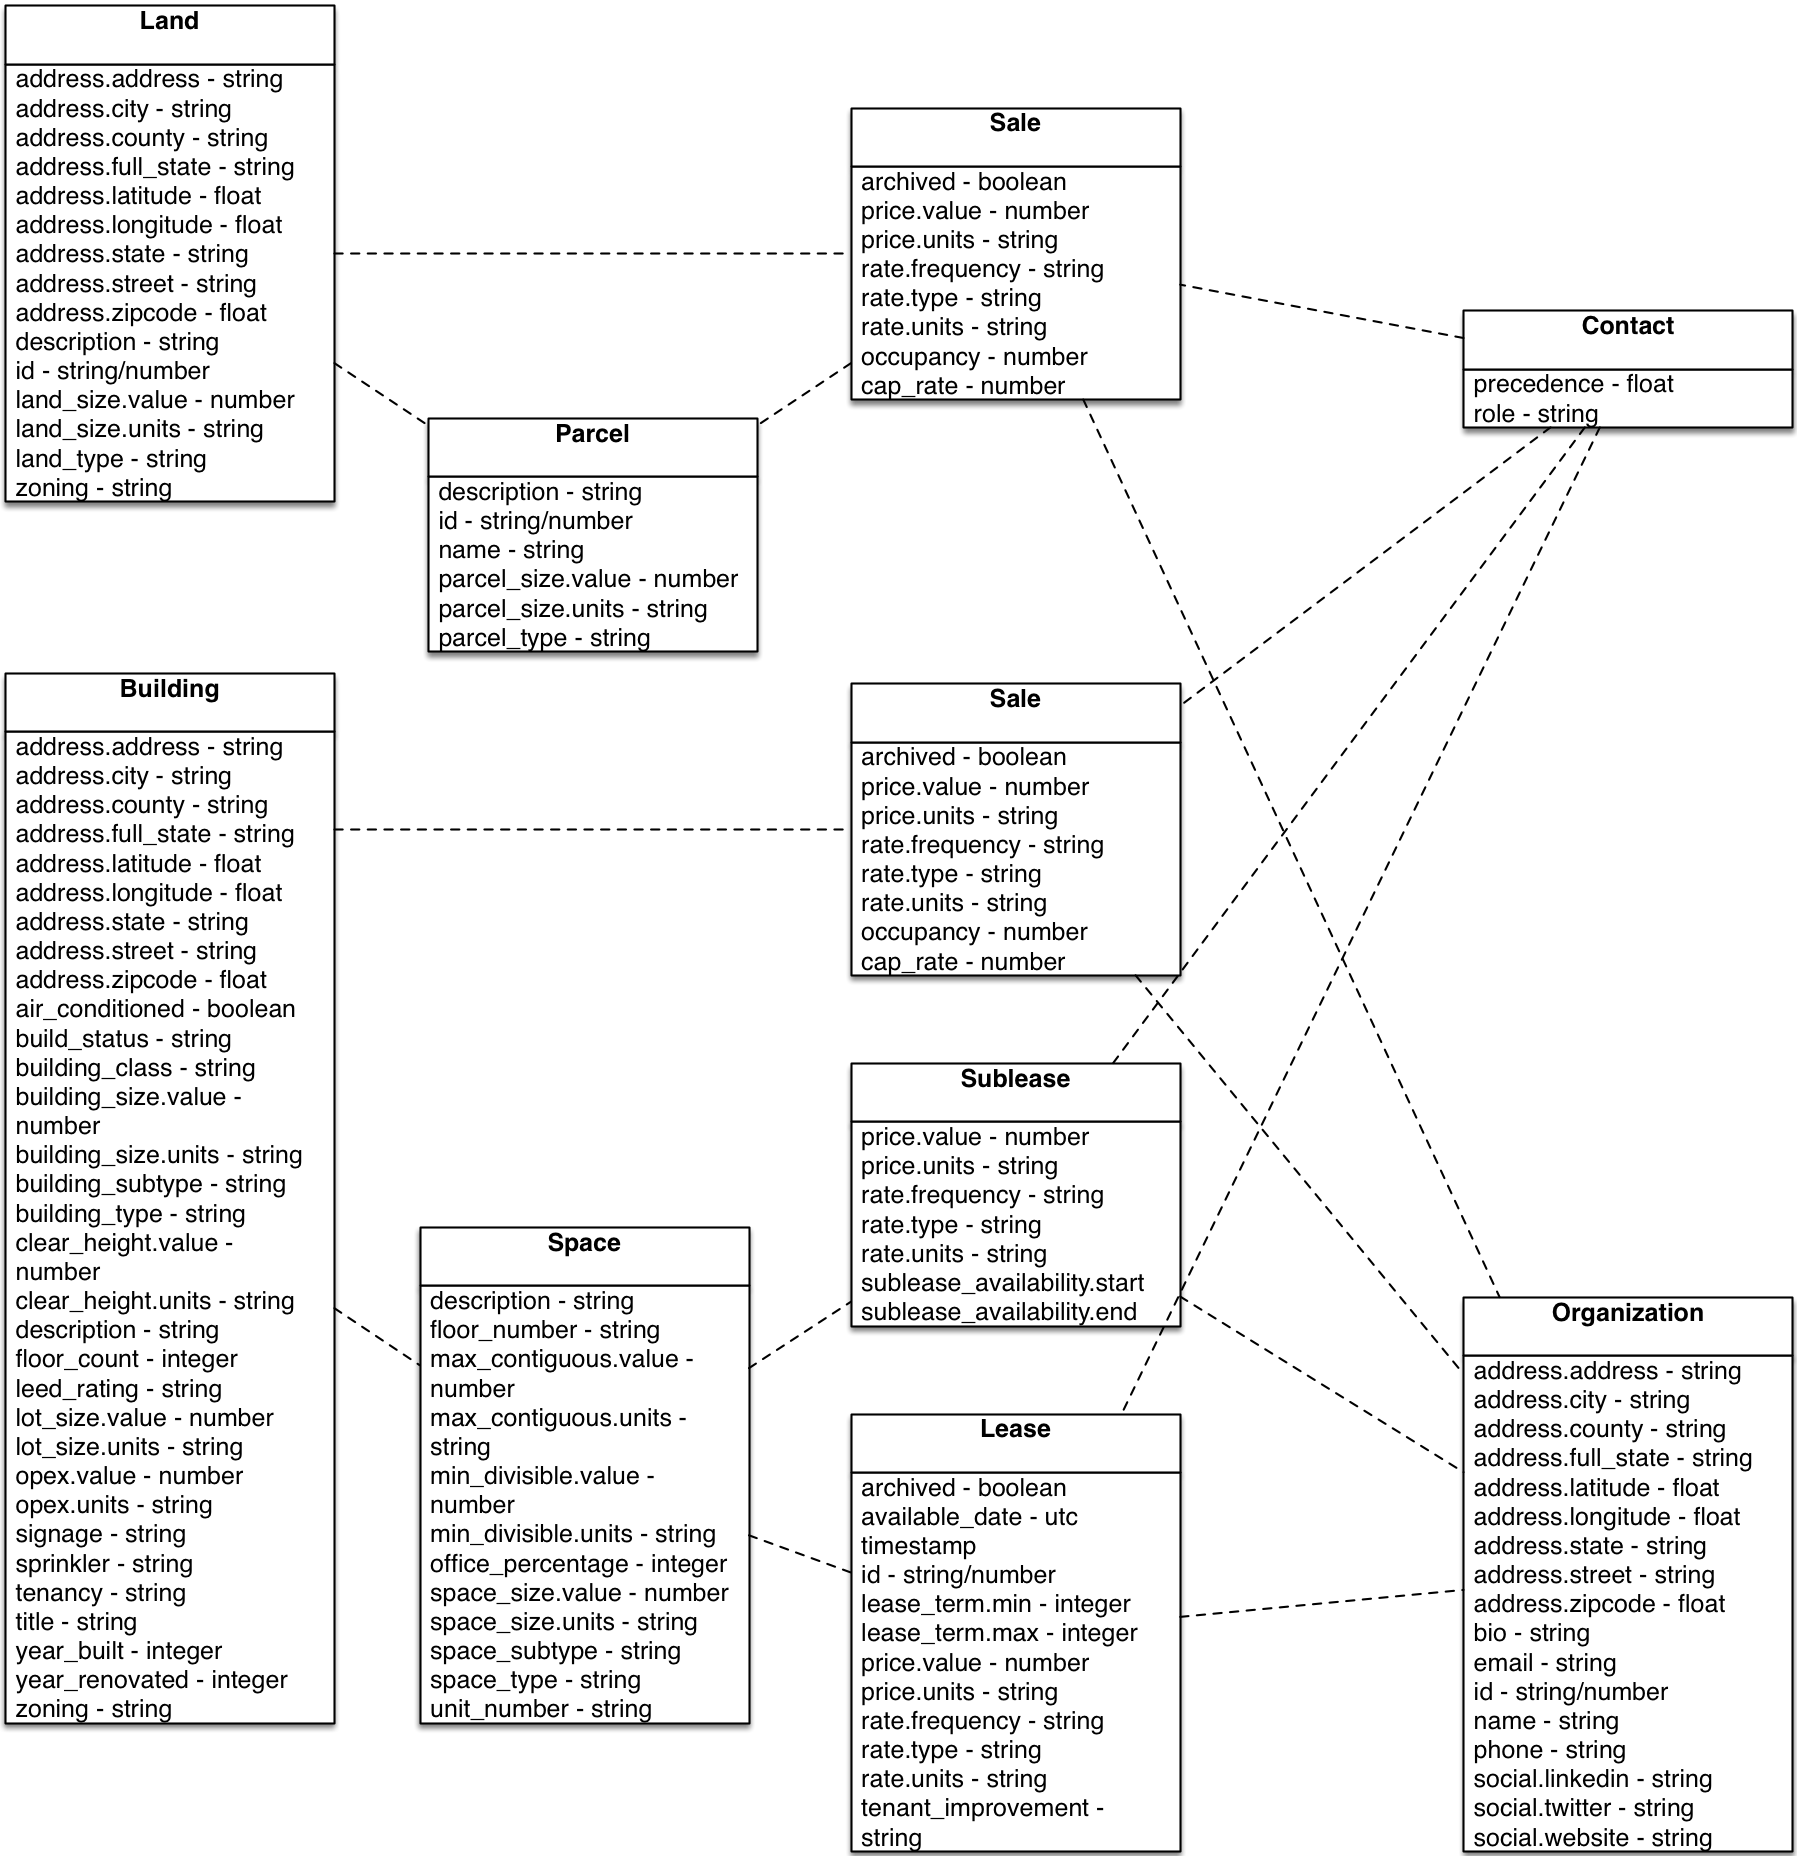 Land
address.address - string
address.city - string
address.county - string
address.full_state - string
address.latitude - float
address.longitude - float
address.state - string
address.street - string
address.zipcode - float
description - string
id - string/number
land_size.value - number
land_size.units - string
land_type - string
zoning - string
Sale
archived - boolean
price.value - number
price.units - string
rate.frequency - string
rate.type - string
rate.units - string
occupancy - number
cap_rate - number
Contact
precedence - float
role - string
Parcel
description - string
id - string/number
name - string
parcel_size.value - number
parcel_size.units - string
parcel_type - string
Building
address.address - string
address.city - string
address.county - string
address.full_state - string
address.latitude - float
address.longitude - float
address.state - string
address.street - string
address.zipcode - float
air_conditioned - boolean
build_status - string
building_class - string
building_size.value -
number
building_size.units - string
building_subtype - string
building_type - string
clear_height.value -
number
clear_height.units - string
description - string
floor_count - integer
leed_rating - string
lot_size.value - number
lot_size.units - string
opex.value - number
opex.units - string
signage - string
sprinkler - string
tenancy - string
title - string
year_built - integer
year_renovated - integer
zoning - string
Sale
archived - boolean
price.value - number
price.units - string
rate.frequency - string
rate.type - string
rate.units - string
occupancy - number
cap_rate - number
Sublease
price.value - number
price.units - string
rate.frequency - string
rate.type - string
rate.units - string
sublease_availability.start
sublease_availability.end
Space
description - string
floor_number - string
max_contiguous.value -
number
max_contiguous.units -
string
min_divisible.value -
number
min_divisible.units - string
office_percentage - integer
space_size.value - number
space_size.units - string
space_subtype - string
space_type - string
unit_number - string
Lease
archived - boolean
available_date - utc
timestamp
id - string/number
lease_term.min - integer
lease_term.max - integer
price.value - number
price.units - string
rate.frequency - string
rate.type - string
rate.units - string
tenant_improvement -
string
Organization
address.address - string
address.city - string
address.county - string
address.full_state - string
address.latitude - float
address.longitude - float
address.state - string
address.street - string
address.zipcode - float
bio - string
email - string
id - string/number
name - string
phone - string
social.linkedin - string
social.twitter - string
social.website - string